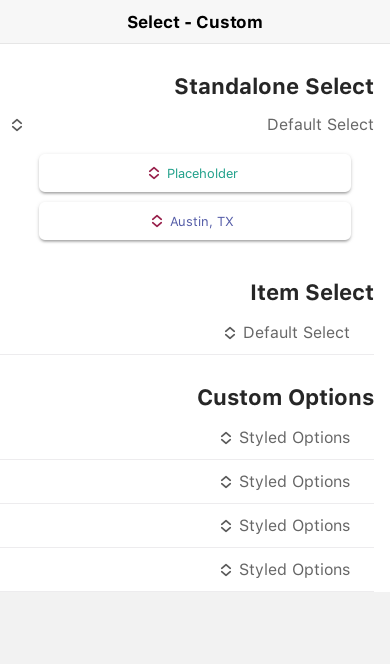 Select - Custom
Standalone Select
Default Select
Placeholder
Austin, TX
Item Select
Default Select
Custom Options
Styled Options
Styled Options
Styled Options
Styled Options